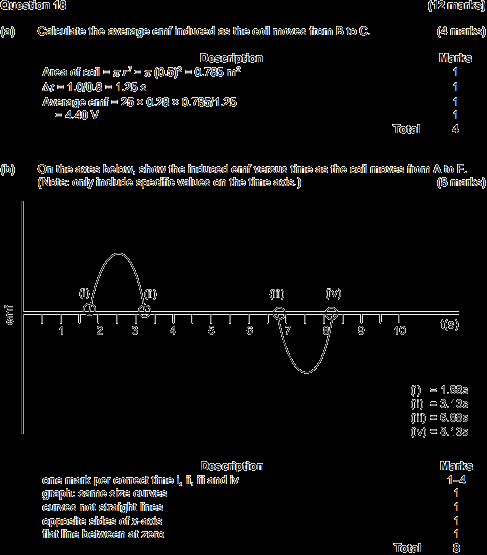 Question 18 (12 marks)
(a) Calculate the average emf induced as the coil moves from B to C. (4 marks)
Description Marks
Area of coil = π r² = π (0.5)² = 0.785 m² 1
Δt = 1.0/0.8 = 1.25 s 1
Average emf = 25 × 0.28 × 0.785/1.25 1
= 4.40 V 1
Total 4
(b) On the axes below, show the induced emf versus time as the coil moves from A to F.
(Note: only include specific values on the time axis.) (8 marks)
emf
(i) (ii) (iii) (iv)
1 2 3 4 5 6 7 8 9 10 t(s)
(i) = 1.88s
(ii) = 3.13s
(iii) = 6.88s
(iv) = 8.13s
Description Marks
one mark per correct time i, ii, iii and iv 1–4
graph: same size curves 1
curves not straight lines 1
opposite sides of x-axis 1
flat line between at zero 1
Total 8